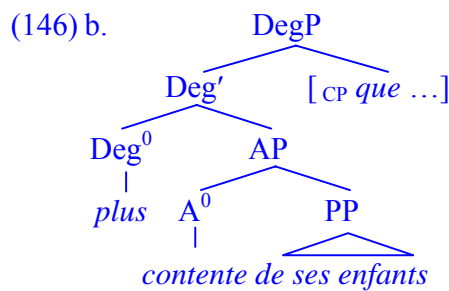 (146) b. DegP
Deg′ [CP que …]
Deg⁰ AP
plus A⁰ PP
contente de ses enfants